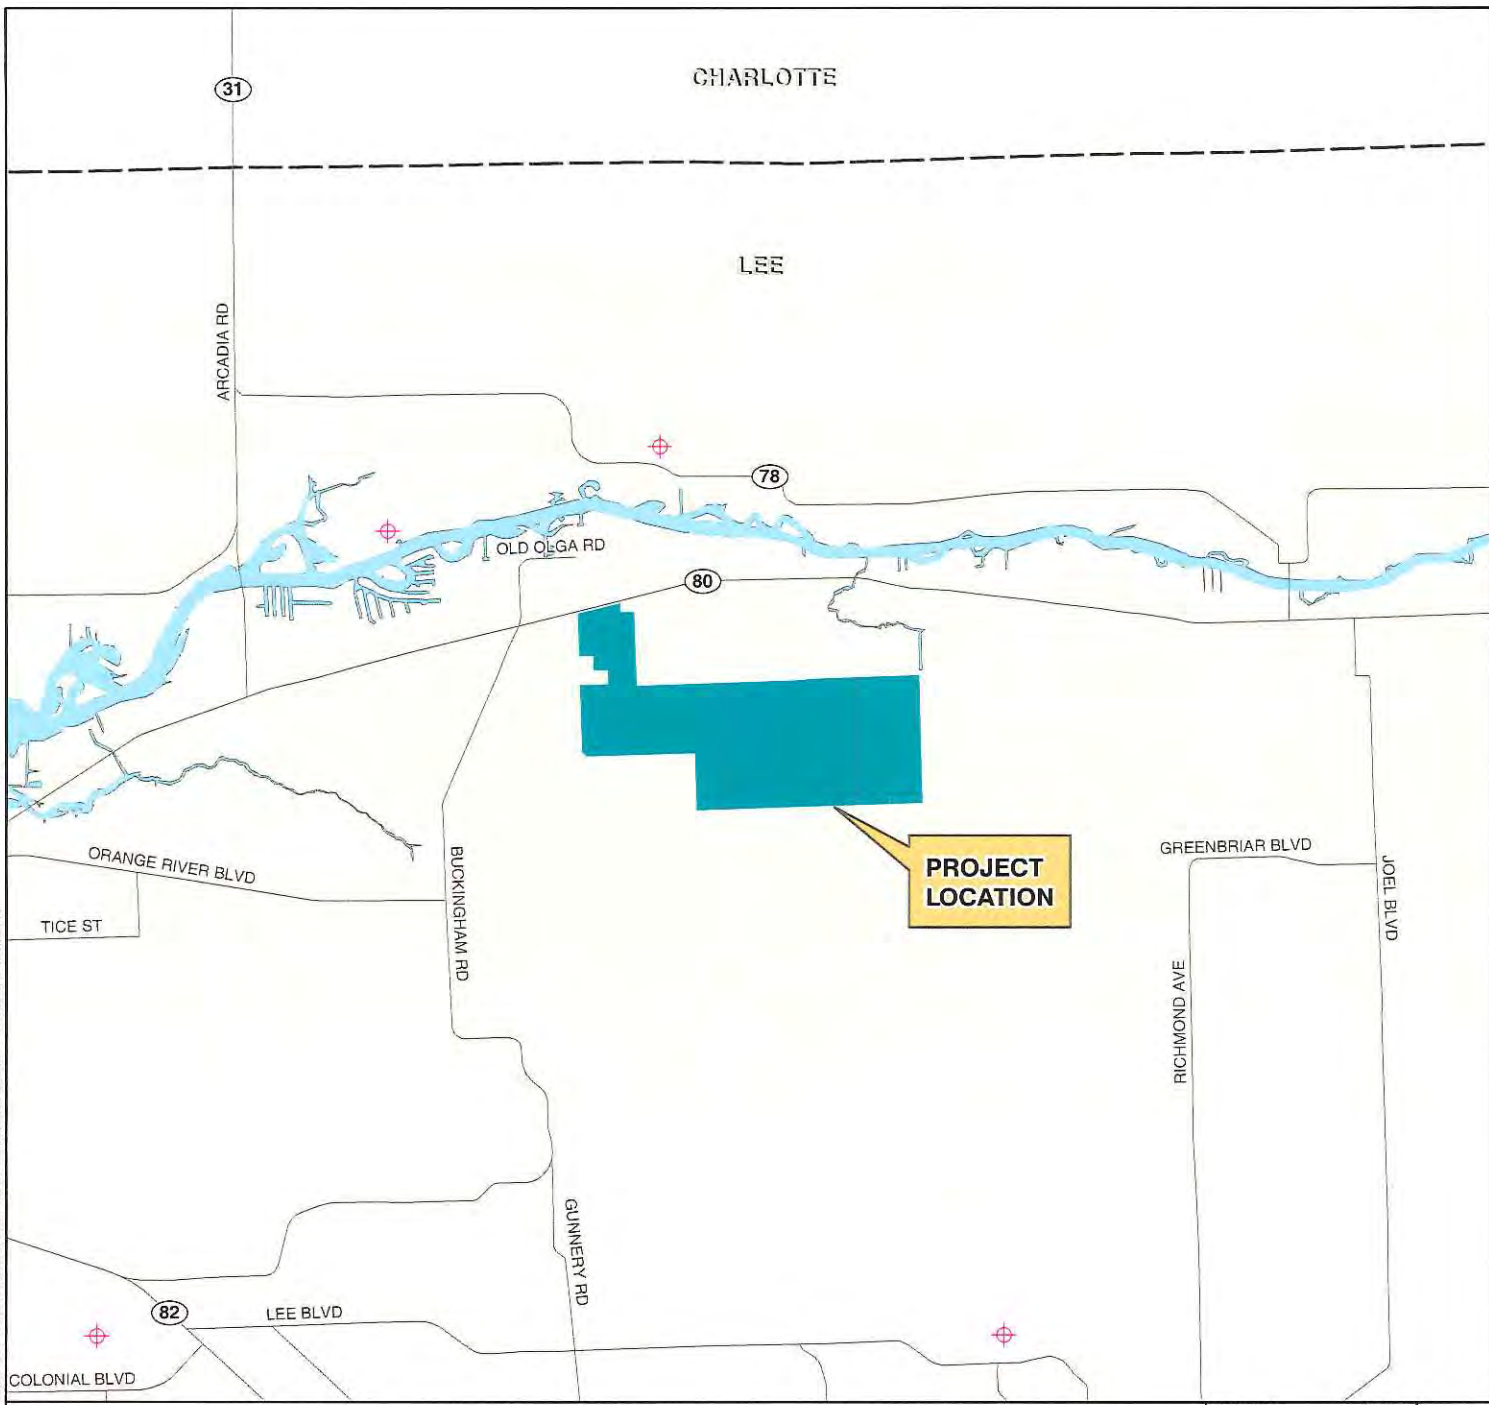 CHARLOTTE
31
LEE
ARCADIA RD
78
OLD OLGA RD
80
PROJECT
LOCATION
GREENBRIAR BLVD
ORANGE RIVER BLVD
BUCKINGHAM RD
JOEL BLVD
TICE ST
RICHMOND AVE
GUNNERY RD
82
LEE BLVD
COLONIAL BLVD